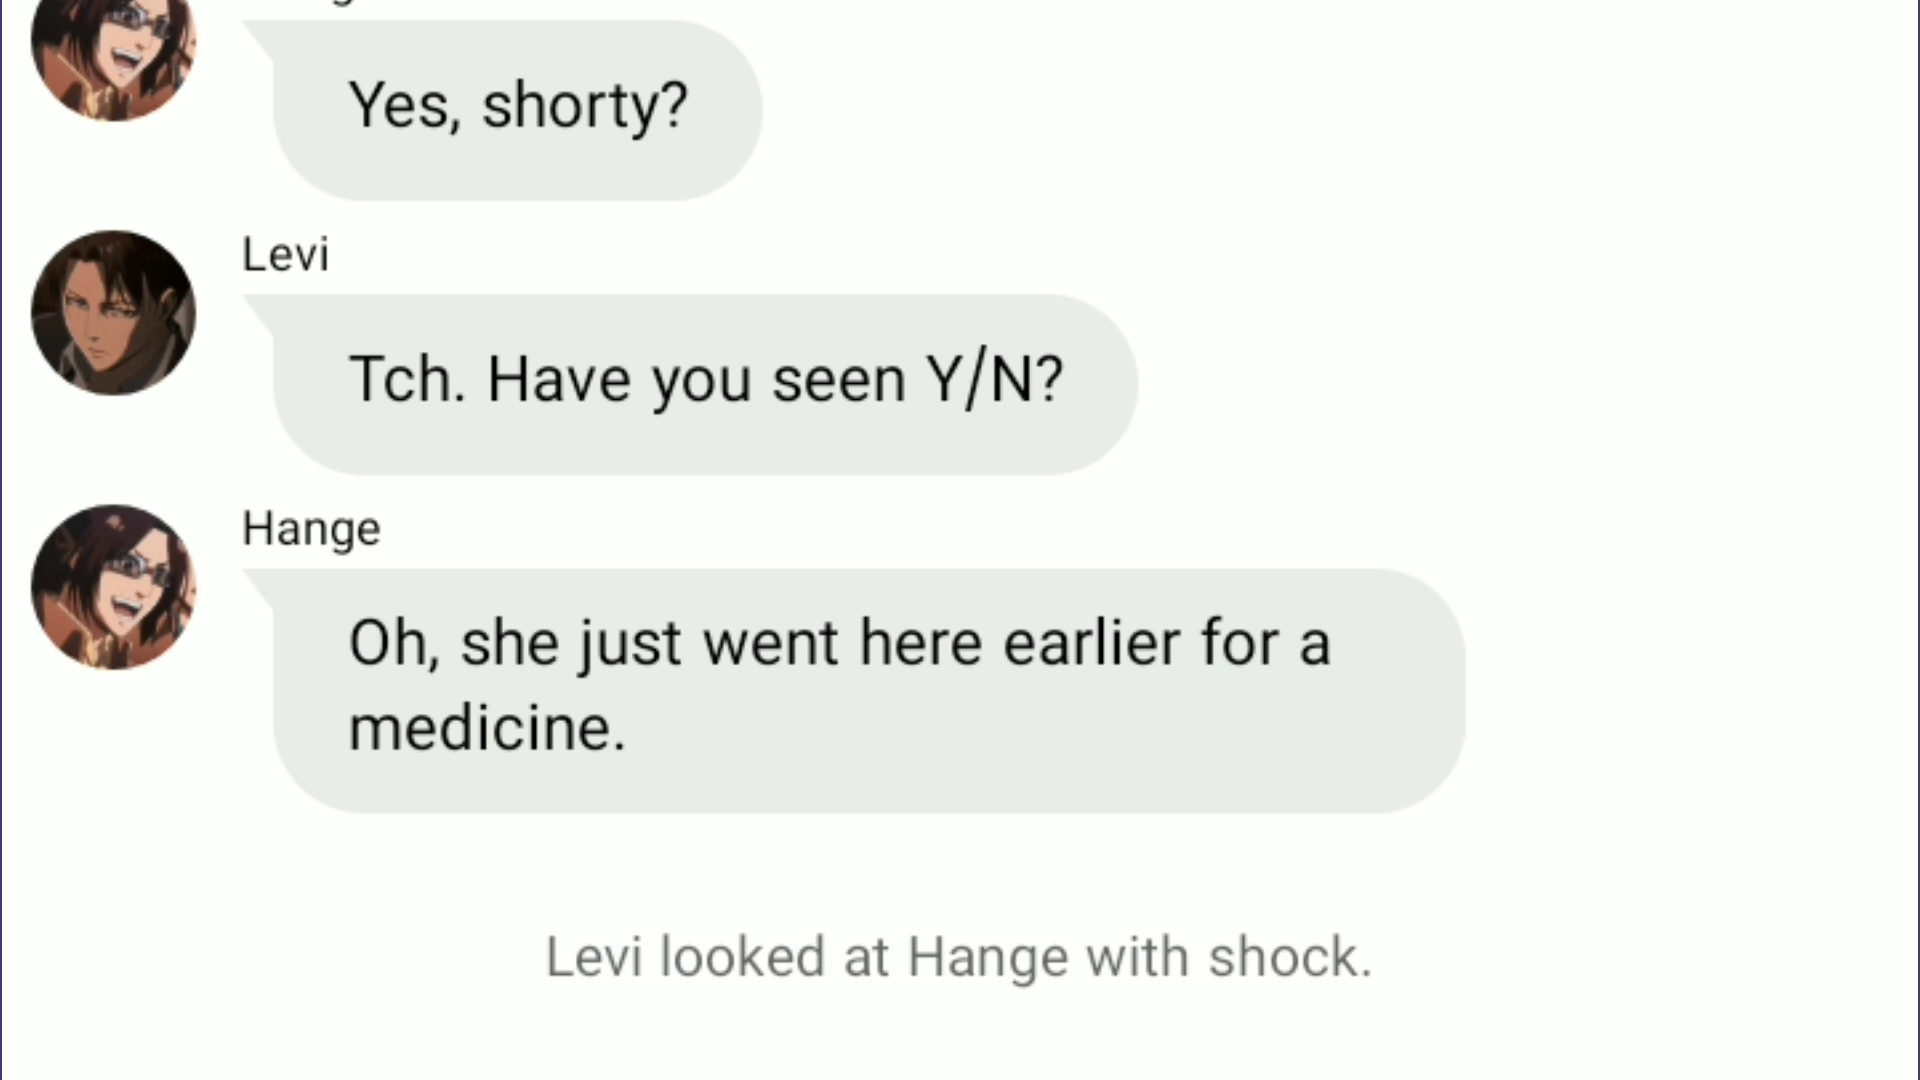 Yes, shorty?
Levi
Tch. Have you seen Y/N?
Hange
Oh, she just went here earlier for a
medicine.
Levi looked at Hange with shock.